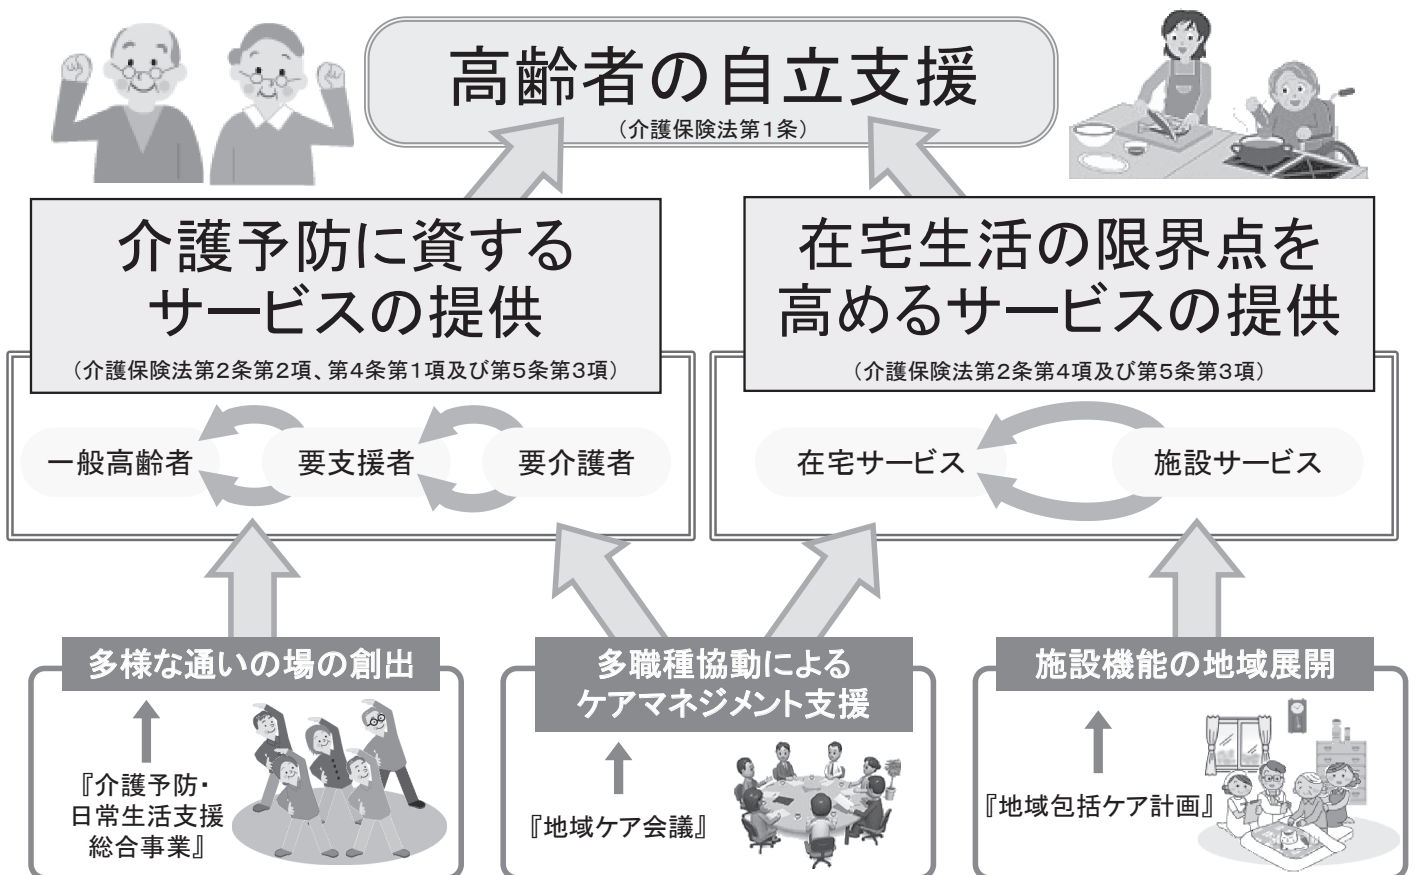 高齢者の自立支援
（介護保険法第1条）
介護予防に資する
サービスの提供
（介護保険法第2条第2項、第4条第1項及び第5条第3項）
在宅生活の限界点を
高めるサービスの提供
（介護保険法第2条第4項及び第5条第3項）
一般高齢者
要支援者
要介護者
在宅サービス
施設サービス
多様な通いの場の創出
『介護予防・
日常生活支援
総合事業』
多職種協動による
ケアマネジメント支援
『地域ケア会議』
施設機能の地域展開
『地域包括ケア計画』